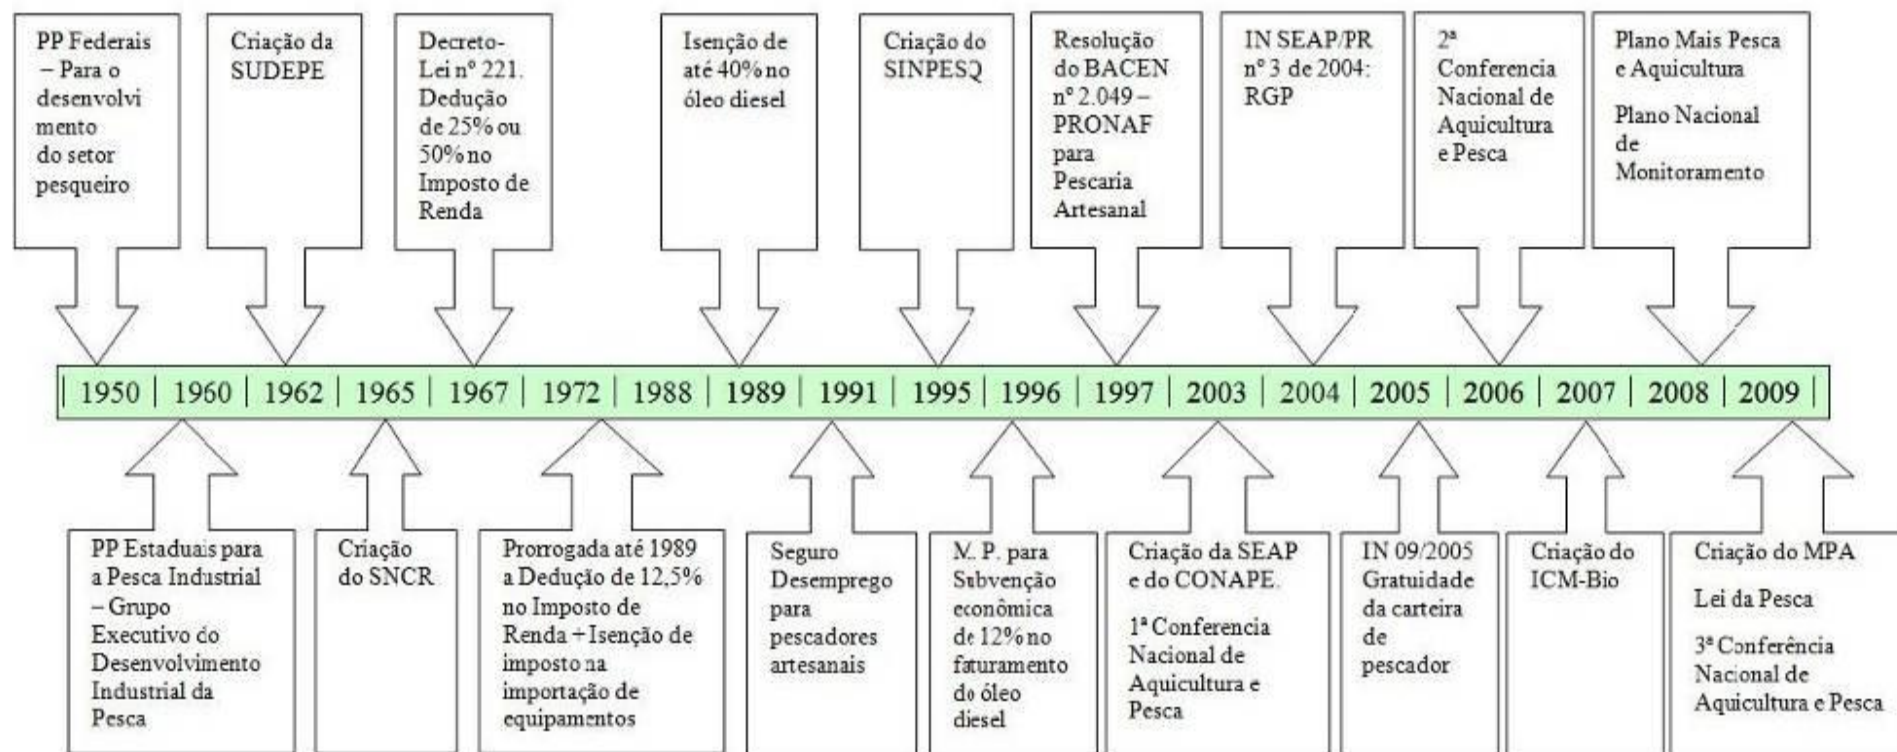 PP Federais
– Para o
desenvolvi
mento
do setor
pesqueiro
Criação da
SUDEPE
Decreto-
Lei nº 221.
Dedução
de 25% ou
50% no
Imposto de
Renda
Isenção de
até 40% no
óleo diesel
Criação do
SINPESQ
Resolução
do BACEN
nº 2.049 –
PRONAF
para
Pescaria
Artesanal
IN SEAP/PR
nº 3 de 2004:
RGP
2ª
Conferencia
Nacional de
Aquicultura
e Pesca
Plano Mais Pesca
e Aquicultura
Plano Nacional
de
Monitoramento
| 1950 | 1960 | 1962 | 1965 | 1967 | 1972 | 1988 | 1989 | 1991 | 1995 | 1996 | 1997 | 2003 | 2004 | 2005 | 2006 | 2007 | 2008 | 2009 |
PP Estaduais para
a Pesca Industrial
– Grupo
Executivo do
Desenvolvimento
Industrial da
Pesca
Criação
do SNCR
Prorrogada até 1989
a Dedução de 12,5%
no Imposto de
Renda + Isenção de
imposto na
importação de
equipamentos
Seguro
Desemprego
para
pescadores
artesanais
M. P. para
Subvenção
econômica
de 12% no
faturamento
do óleo
diesel
Criação da SEAP
e do CONAPE.
1ª Conferencia
Nacional de
Aquicultura e
Pesca
IN 09/2005
Gratuidade
da carteira
de
pescador
Criação do
ICM-Bio
Criação do MPA
Lei da Pesca
3ª Conferência
Nacional de
Aquicultura e Pesca